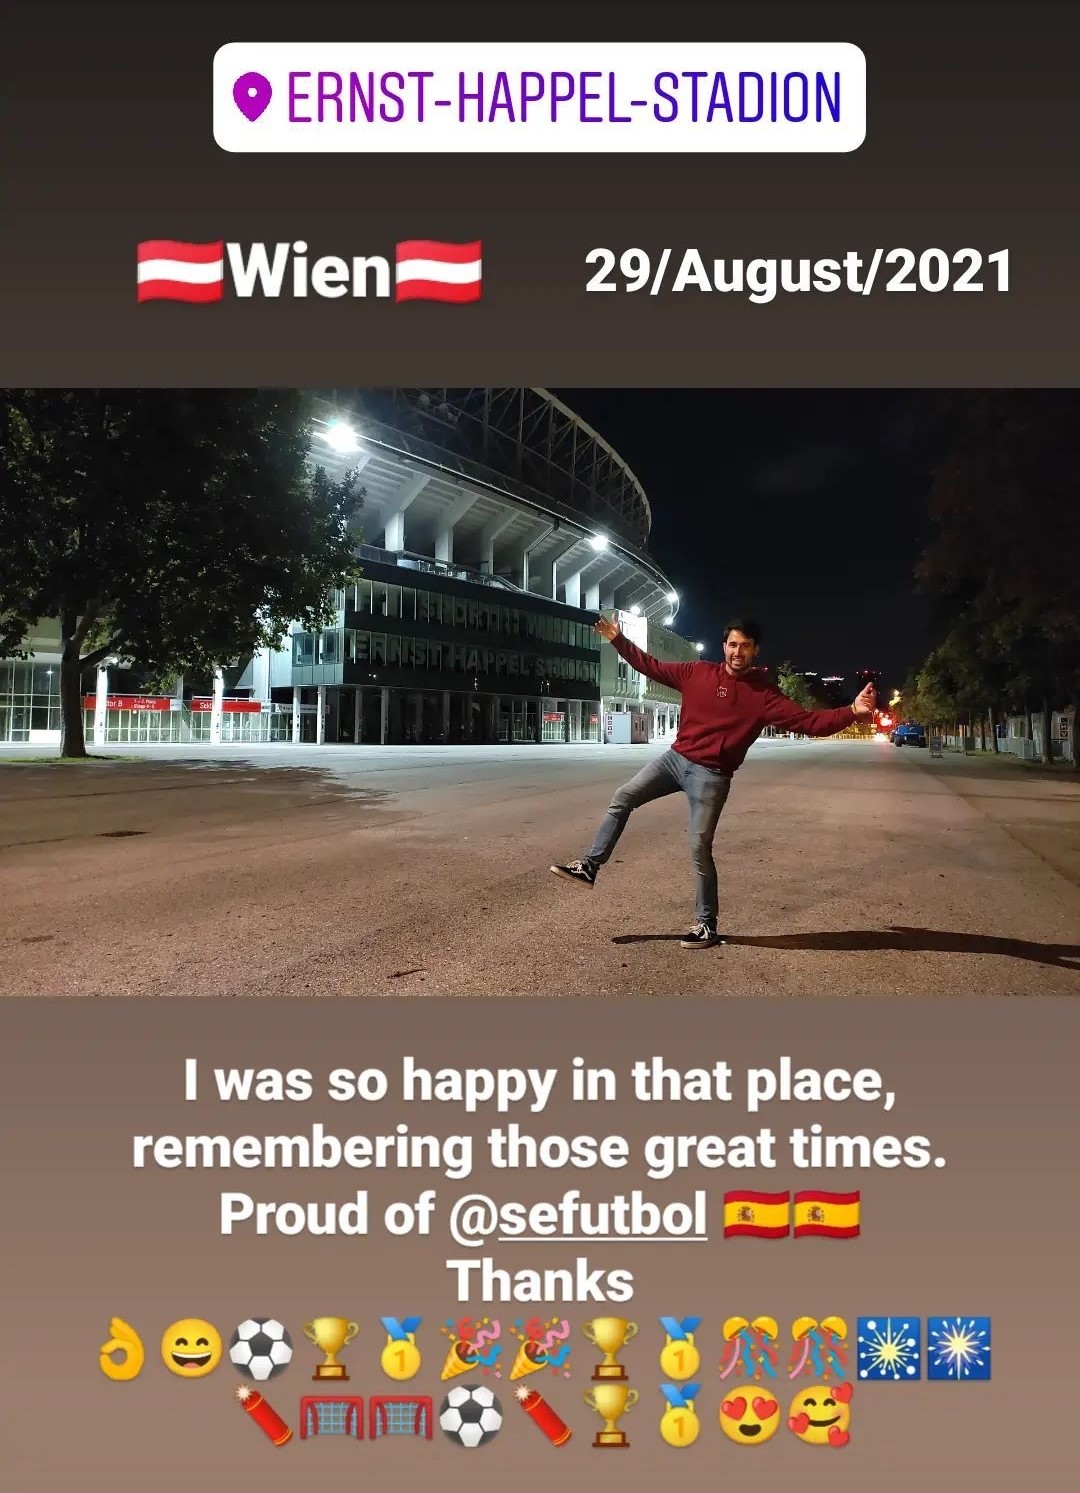 ERNST-HAPPEL-STADION
🇦🇹Wien🇦🇹 29/August/2021
ERNST HAPPEL-STADION
I was so happy in that place,
remembering those great times.
Proud of @sefutbol 🇪🇸🇪🇸
Thanks
👌😄⚽🏆🥇🎉🎉🏆🥇🎊🎊🎆🎇
🧨🥅🥅⚽🧨🏆🥇😍🥰